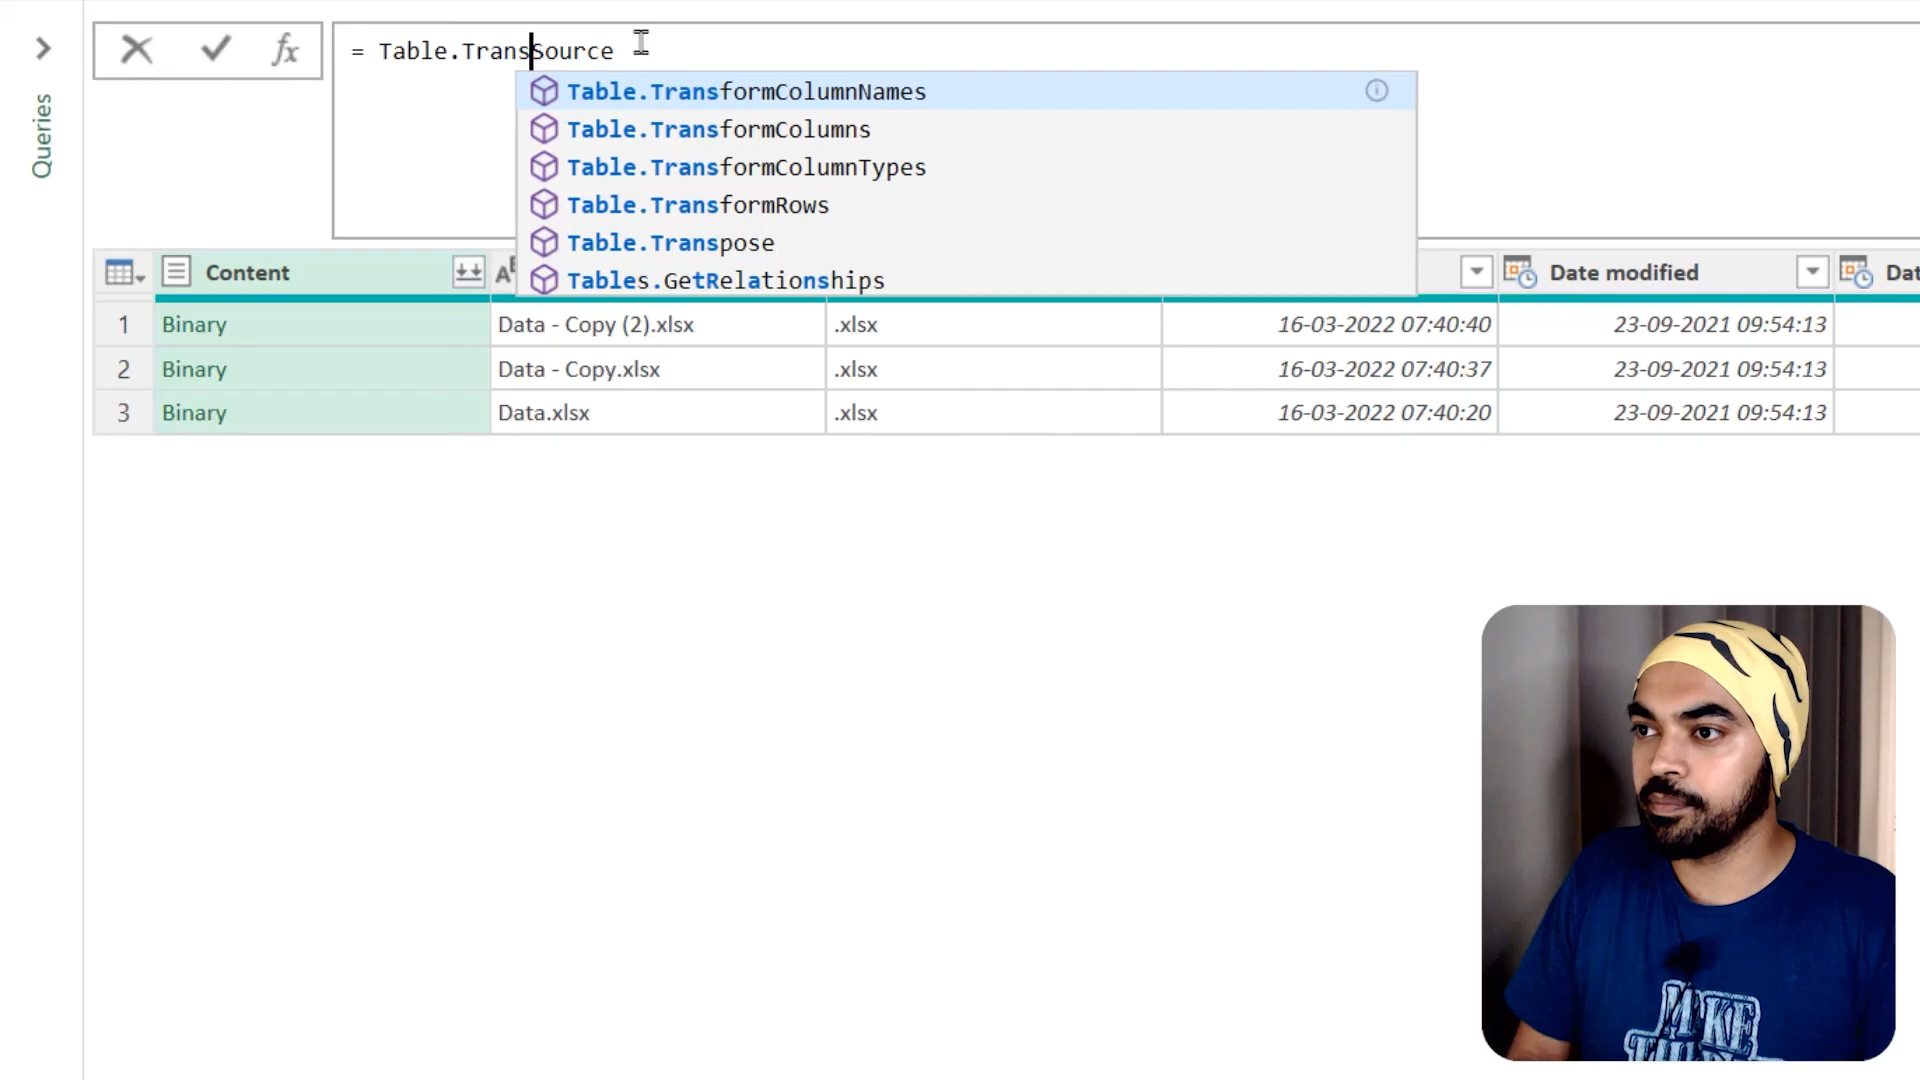 = Table.TransSource
fx
Queries
Table.TransformColumnNames
Table.TransformColumns
Table.TransformColumnTypes
Table.TransformRows
Table.Transpose
Tables.GetRelationships
Content
Date modified
Dat
1 Binary Data - Copy (2).xlsx .xlsx 16-03-2022 07:40:40 23-09-2021 09:54:13
2 Binary Data - Copy.xlsx .xlsx 16-03-2022 07:40:37 23-09-2021 09:54:13
3 Binary Data.xlsx .xlsx 16-03-2022 07:40:20 23-09-2021 09:54:13
MAKE